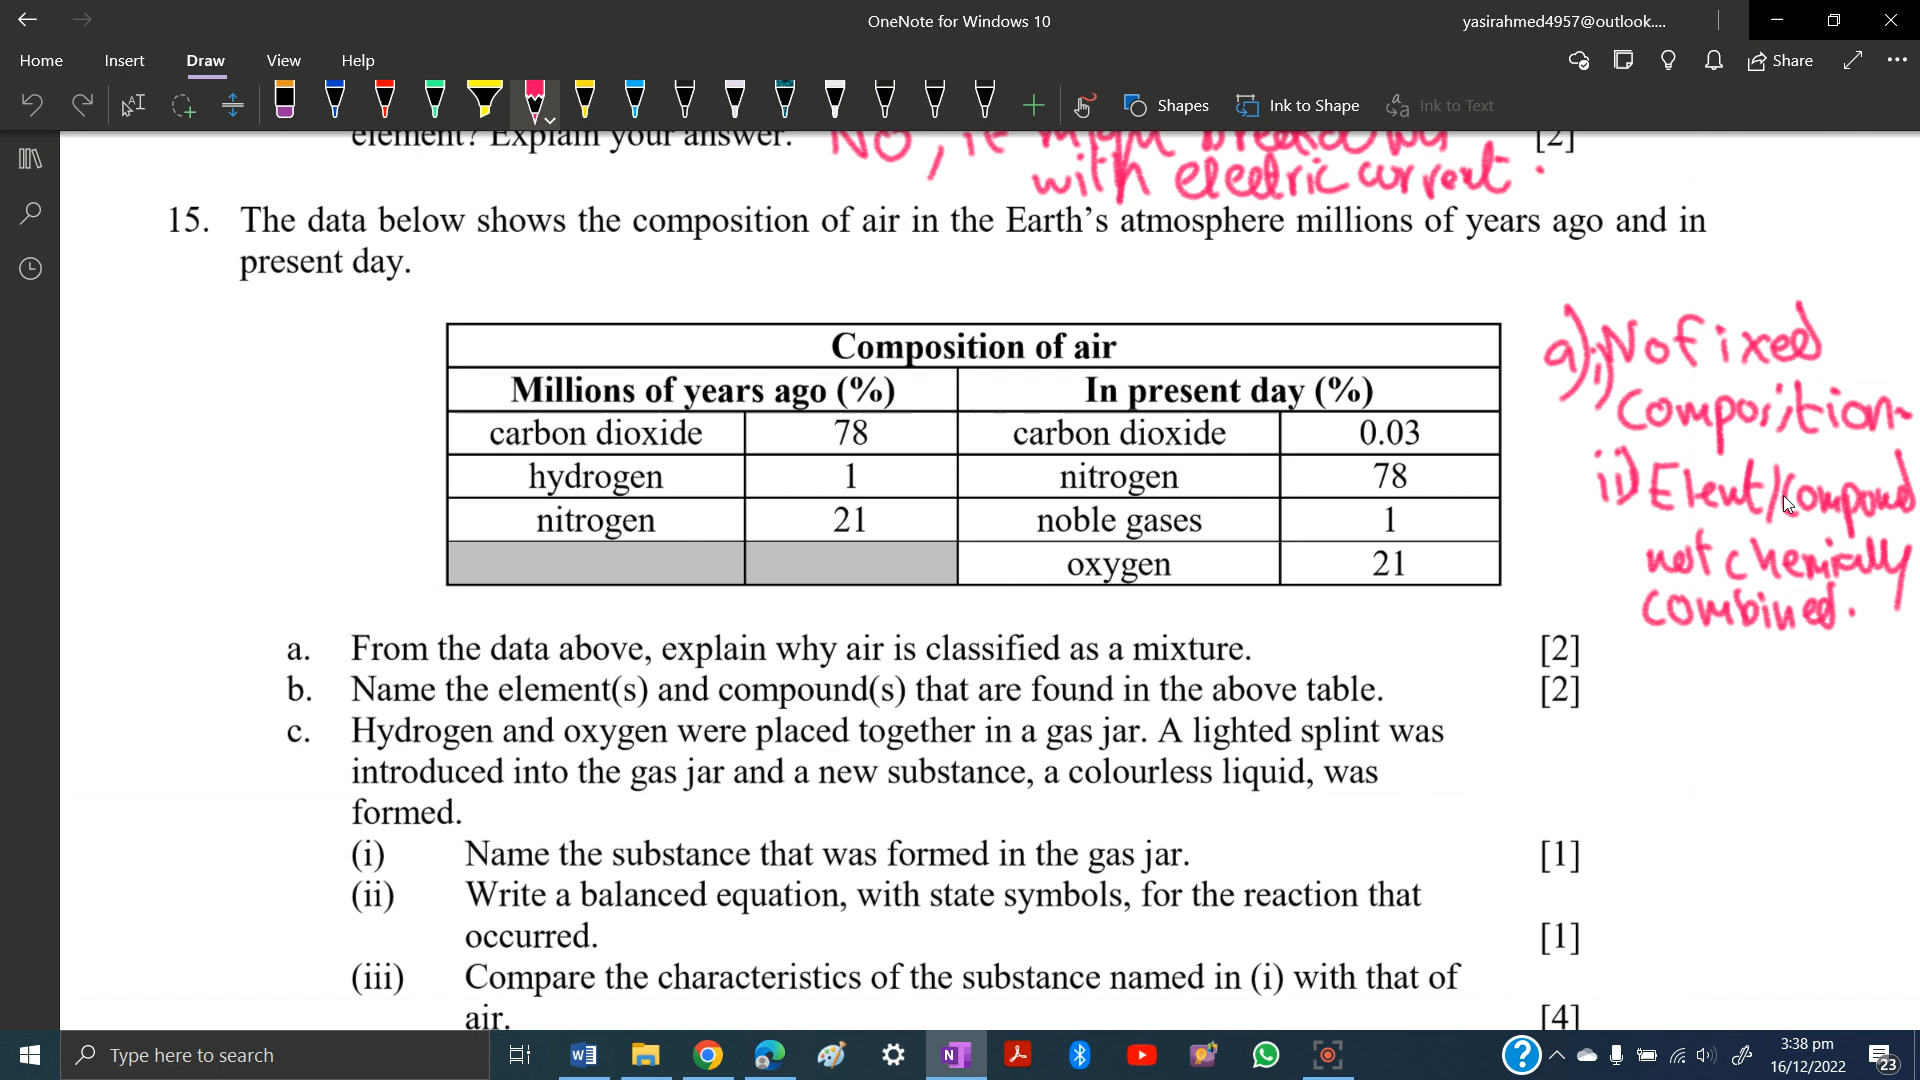 OneNote for Windows 10
yasirahmed4957@outlook....
Home Insert Draw View Help
Share
Shapes Ink to Shape Ink to Text
element? Explain your answer. [2]
No, it might breakdown
with electric current.
15. The data below shows the composition of air in the Earth's atmosphere millions of years ago and in
present day.
Composition of air
Millions of years ago (%) In present day (%)
carbon dioxide 78 carbon dioxide 0.03
hydrogen 1 nitrogen 78
nitrogen 21 noble gases 1
oxygen 21
a) i) No fixed
Composition-
ii) Elent/compound
not chemically
combined.
a. From the data above, explain why air is classified as a mixture. [2]
b. Name the element(s) and compound(s) that are found in the above table. [2]
c. Hydrogen and oxygen were placed together in a gas jar. A lighted splint was
introduced into the gas jar and a new substance, a colourless liquid, was
formed.
(i) Name the substance that was formed in the gas jar. [1]
(ii) Write a balanced equation, with state symbols, for the reaction that
occurred. [1]
(iii) Compare the characteristics of the substance named in (i) with that of
air. [4]
Type here to search
3:38 pm
16/12/2022
23